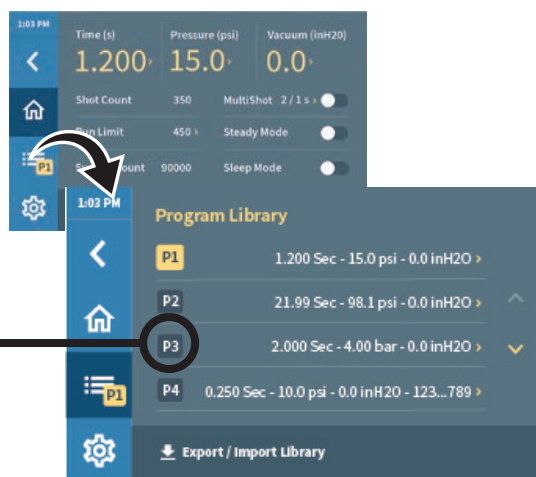 1:03 PM
Time (s) Pressure (psi) Vacuum (inH20)
1.200 15.0 0.0
Shot Count 350 MultiShot 2 / 1 s
Limit 450 Steady Mode
90000 Sleep Mode
P1
1:03 PM
Program Library
P1 1.200 Sec - 15.0 psi - 0.0 inH2O
P2 21.99 Sec - 98.1 psi - 0.0 inH2O
P3 2.000 Sec - 4.00 bar - 0.0 inH2O
P4 0.250 Sec - 10.0 psi - 0.0 inH2O - 123...789
P1
Export / Import Library